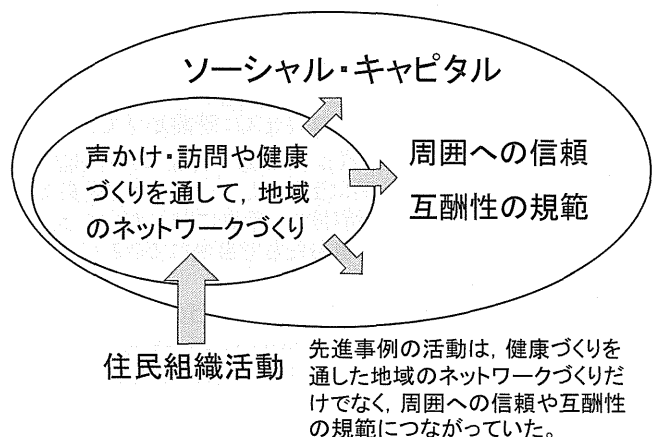 ソーシャル・キャピタル
声かけ・訪問や健康
づくりを通して，地域
のネットワークづくり
周囲への信頼
互酬性の規範
住民組織活動
先進事例の活動は，健康づくりを
通した地域のネットワークづくりだ
けでなく，周囲への信頼や互酬性
の規範につながっていた。